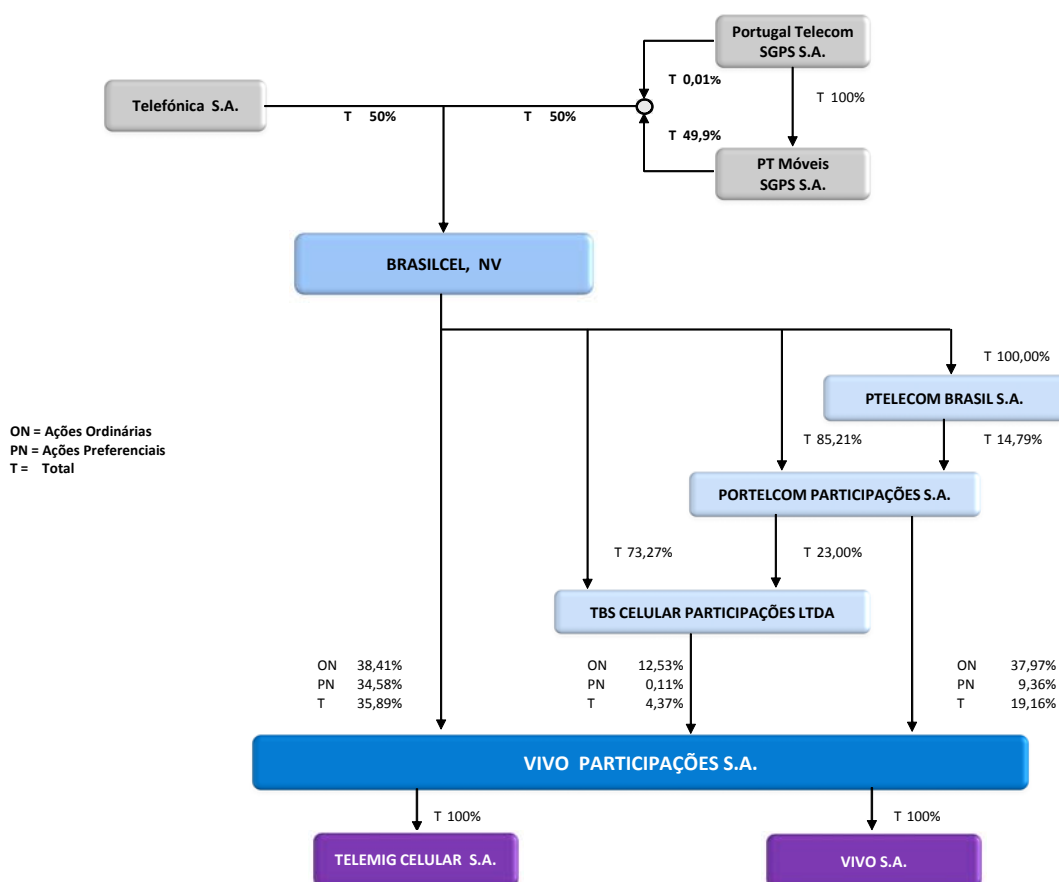 Portugal Telecom
SGPS S.A.
T 0,01%
T 100%
Telefónica S.A.
T 50%
T 50%
T 49,9%
PT Móveis
SGPS S.A.
BRASILCEL, NV
T 100,00%
PTELECOM BRASIL S.A.
ON = Ações Ordinárias
PN = Ações Preferenciais
T = Total
T 85,21%
T 14,79%
PORTELCOM PARTICIPAÇÕES S.A.
T 73,27%
T 23,00%
TBS CELULAR PARTICIPAÇÕES LTDA
ON 38,41%
PN 34,58%
T 35,89%
ON 12,53%
PN 0,11%
T 4,37%
ON 37,97%
PN 9,36%
T 19,16%
VIVO PARTICIPAÇÕES S.A.
T 100%
T 100%
TELEMIG CELULAR S.A.
VIVO S.A.